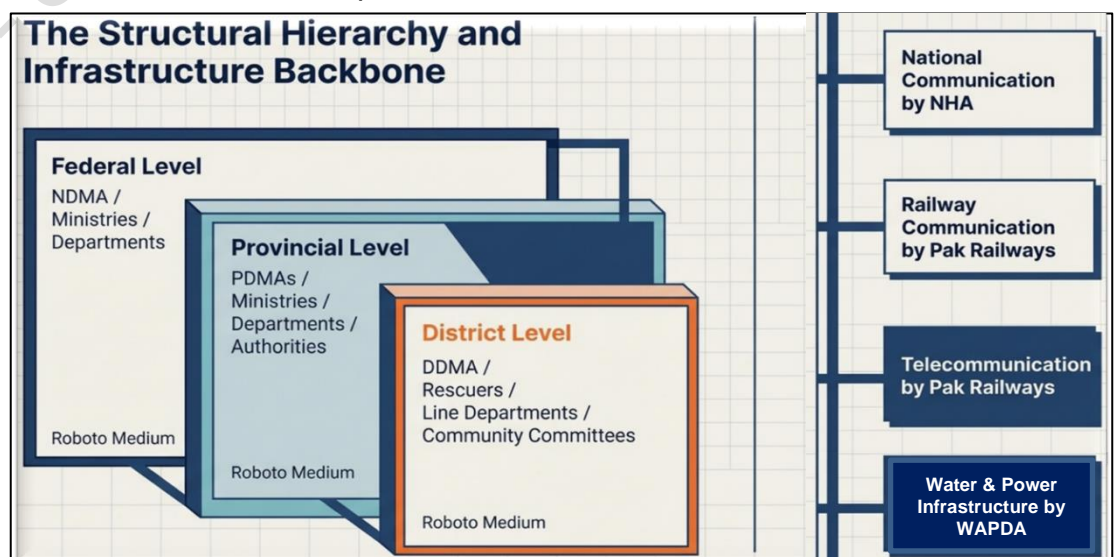 The Structural Hierarchy and
Infrastructure Backbone
Federal Level
NDMA /
Ministries /
Departments
Roboto Medium
Provincial Level
PDMAs /
Ministries /
Departments /
Authorities
Roboto Medium
District Level
DDMA /
Rescuers /
Line Departments /
Community Committees
Roboto Medium
National
Communication
by NHA
Railway
Communication
by Pak Railways
Telecommunication
by Pak Railways
Water & Power
Infrastructure by
WAPDA